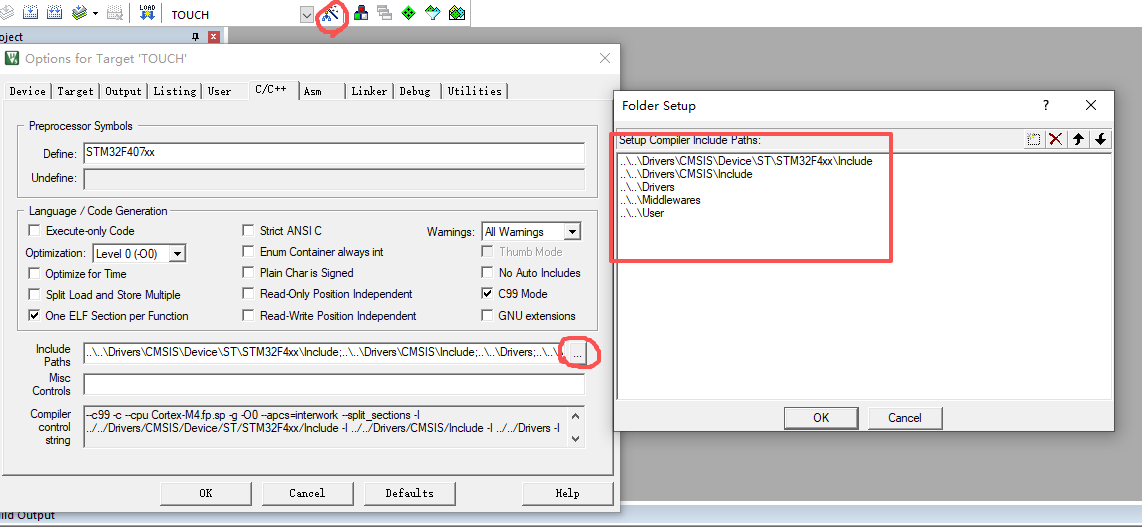 LOAD
TOUCH
oject
Options for Target 'TOUCH'
Device Target Output Listing User C/C++ Asm Linker Debug Utilities
Preprocessor Symbols
Define: STM32F407xx
Undefine:
Language / Code Generation
Execute-only Code
Strict ANSI C
Warnings: All Warnings
Optimization: Level 0 (-O0)
Enum Container always int
Thumb Mode
Optimize for Time
Plain Char is Signed
No Auto Includes
Split Load and Store Multiple
Read-Only Position Independent
C99 Mode
One ELF Section per Function
Read-Write Position Independent
GNU extensions
Include Paths
..\..\Drivers\CMSIS\Device\ST\STM32F4xx\Include;..\..\Drivers\CMSIS\Include;..\..\Drivers;..\..\
...
Misc Controls
Compiler control string
--c99 -c --cpu Cortex-M4.fp.sp -g -O0 --apcs=interwork --split_sections -I
../../Drivers/CMSIS/Device/ST/STM32F4xx/Include -I ../../Drivers/CMSIS/Include -I ../../Drivers -I
OK Cancel Defaults Help
ild Output
Folder Setup
?
Setup Compiler Include Paths:
..\..\Drivers\CMSIS\Device\ST\STM32F4xx\Include
..\..\Drivers\CMSIS\Include
..\..\Drivers
..\..\Middlewares
..\..\User
OK Cancel